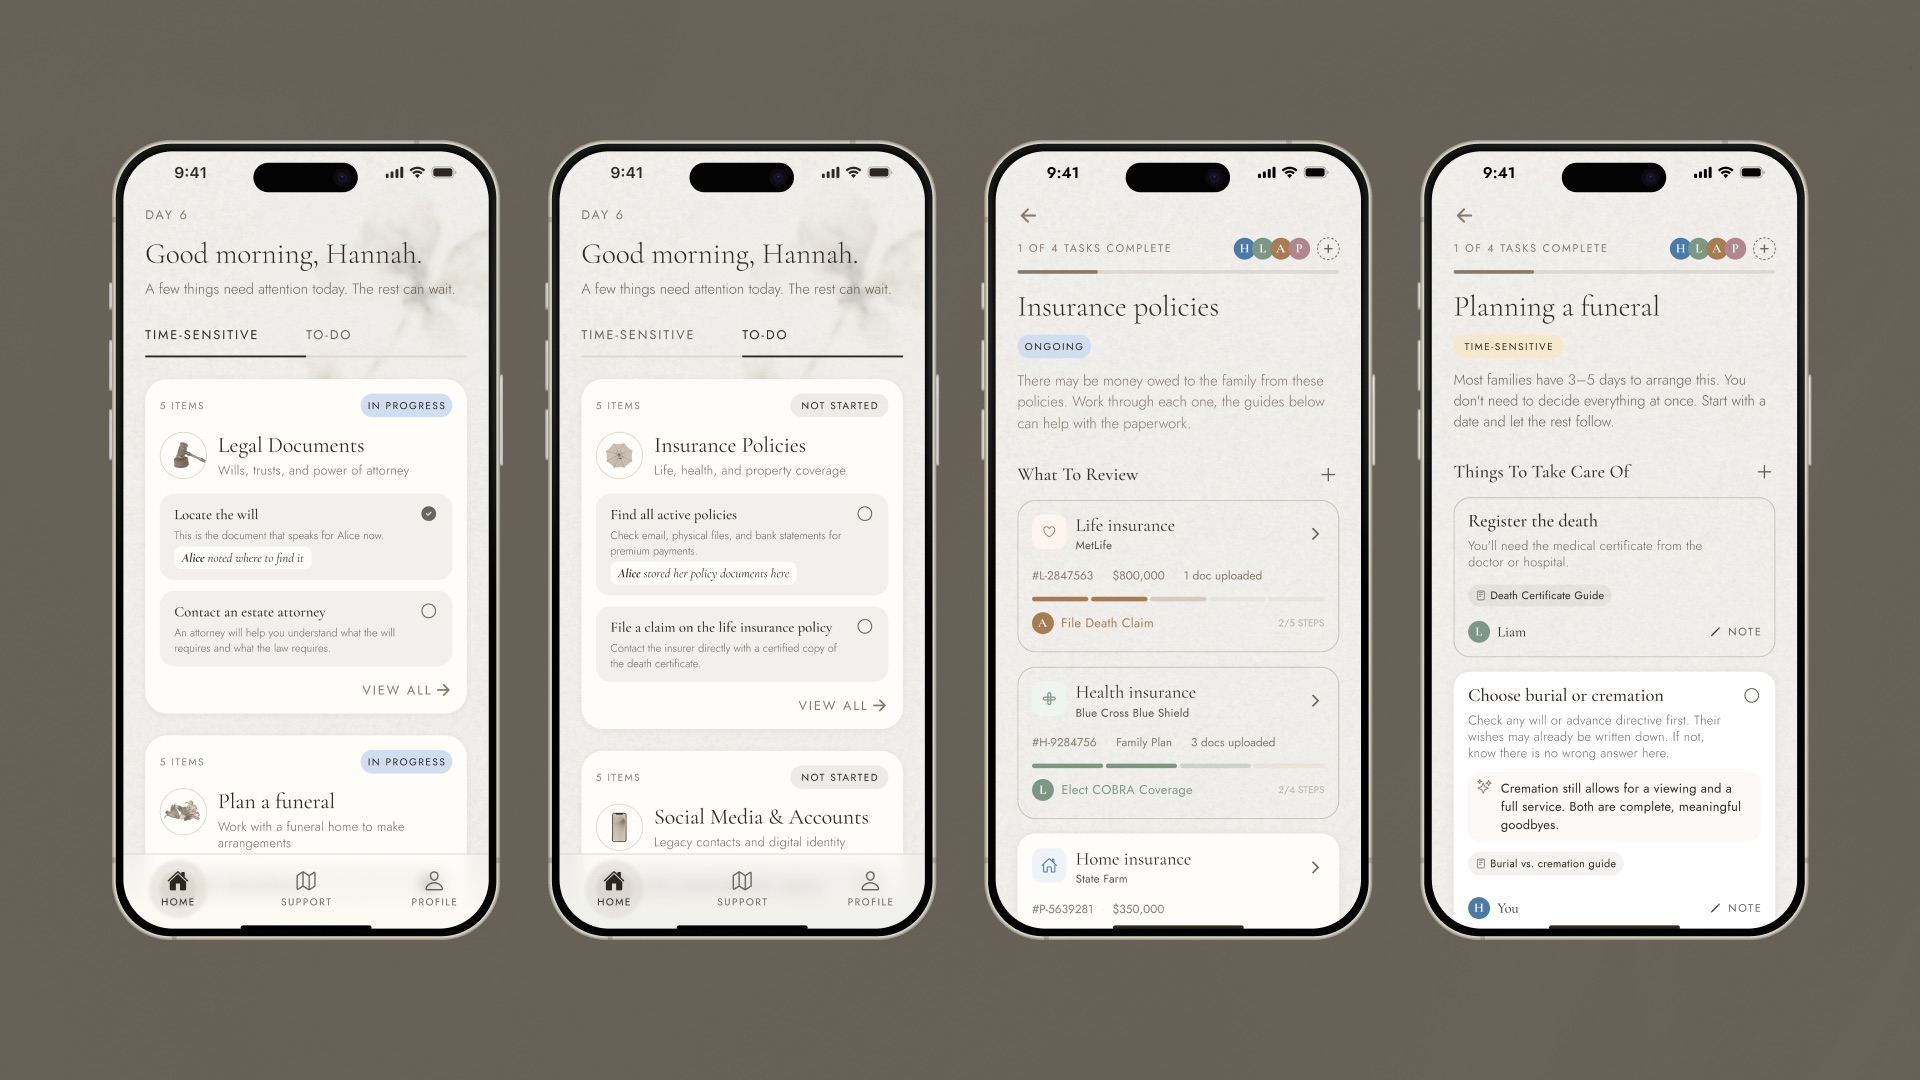 9:41
DAY 6
Good morning, Hannah.
A few things need attention today. The rest can wait.
TIME-SENSITIVE
TO-DO
5 ITEMS
IN PROGRESS
Legal Documents
Wills, trusts, and power of attorney
Locate the will
This is the document that speaks for Alice now.
Alice noted where to find it
Contact an estate attorney
An attorney will help you understand what the will
requires and what the law requires.
VIEW ALL
5 ITEMS
IN PROGRESS
Plan a funeral
Work with a funeral home to make
arrangements
HOME
SUPPORT
PROFILE
9:41
DAY 6
Good morning, Hannah.
A few things need attention today. The rest can wait.
TIME-SENSITIVE
TO-DO
5 ITEMS
NOT STARTED
Insurance Policies
Life, health, and property coverage
Find all active policies
Check email, physical files, and bank statements for
premium payments.
Alice stored her policy documents here
File a claim on the life insurance policy
Contact the insurer directly with a certified copy of
the death certificate.
VIEW ALL
5 ITEMS
NOT STARTED
Social Media & Accounts
Legacy contacts and digital identity
HOME
SUPPORT
PROFILE
9:41
1 OF 4 TASKS COMPLETE
H L A P
Insurance policies
ONGOING
There may be money owed to the family from these
policies. Work through each one, the guides below
can help with the paperwork.
What To Review
Life insurance
MetLife
#L-2847563
$800,000
1 doc uploaded
A File Death Claim
2/5 STEPS
Health insurance
Blue Cross Blue Shield
#H-9284756
Family Plan
3 docs uploaded
L Elect COBRA Coverage
2/4 STEPS
Home insurance
State Farm
#P-5639281
$350,000
9:41
1 OF 4 TASKS COMPLETE
H L A P
Planning a funeral
TIME-SENSITIVE
Most families have 3–5 days to arrange this. You
don't need to decide everything at once. Start with a
date and let the rest follow.
Things To Take Care Of
Register the death
You'll need the medical certificate from the
doctor or hospital.
Death Certificate Guide
L Liam
NOTE
Choose burial or cremation
Check any will or advance directive first. Their
wishes may already be written down. If not,
know there is no wrong answer here.
Cremation still allows for a viewing and a
full service. Both are complete, meaningful
goodbyes.
Burial vs. cremation guide
H You
NOTE